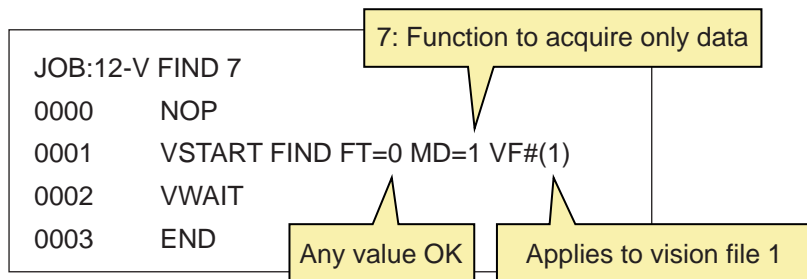 7: Function to acquire only data
JOB:12-V FIND 7
0000 NOP
0001 VSTART FIND FT=0 MD=1 VF#(1)
0002 VWAIT
0003 END
Any value OK
Applies to vision file 1